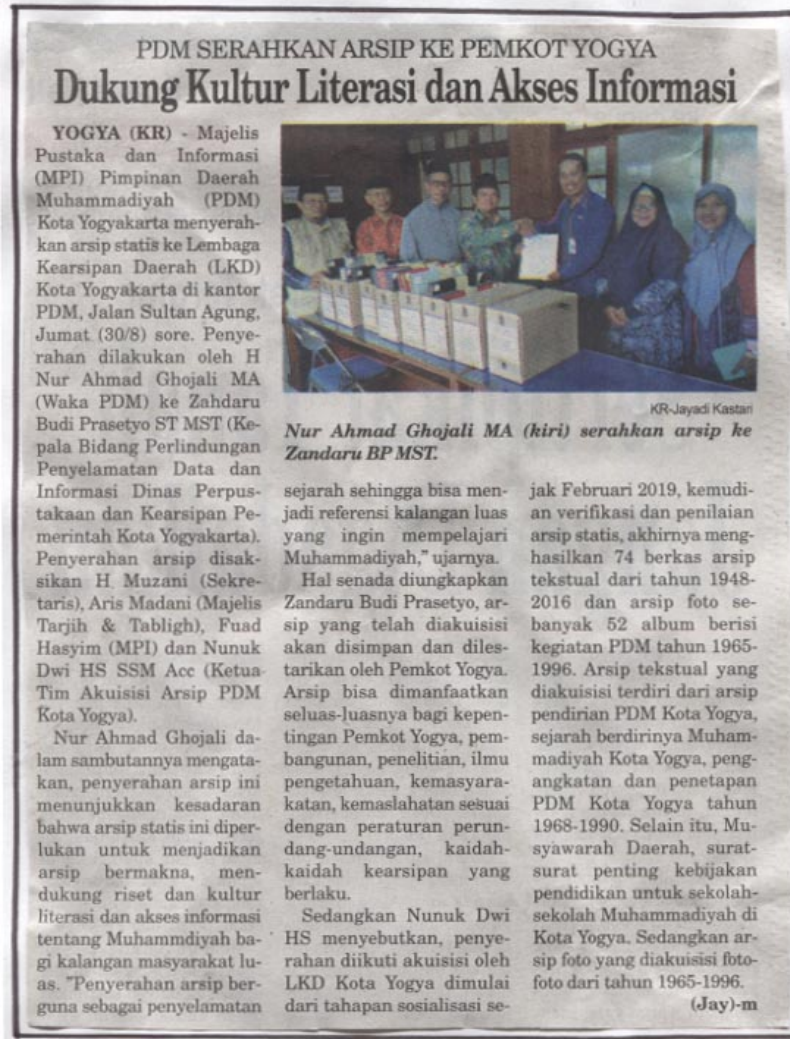 PDM SERAHKAN ARSIP KE PEMKOT YOGYA
Dukung Kultur Literasi dan Akses Informasi
YOGYA (KR) - Majelis
Pustaka dan Informasi
(MPI) Pimpinan Daerah
Muhammadiyah (PDM)
Kota Yogyakarta menyerah-
kan arsip statis ke Lembaga
Kearsipan Daerah (LKD)
Kota Yogyakarta di kantor
PDM, Jalan Sultan Agung,
Jumat (30/8) sore. Penye-
rahan dilakukan oleh H
Nur Ahmad Ghojali MA
(Waka PDM) ke Zahdaru
Budi Prasetyo ST MST (Ke-
pala Bidang Perlindungan
Penyelamatan Data dan
Informasi Dinas Perpus-
takaan dan Kearsipan Pe-
merintah Kota Yogyakarta).
Penyerahan arsip disak-
sikan H Muzani (Sekre-
taris), Aris Madani (Majelis
Tarjih & Tabligh), Fuad
Hasyim (MPI) dan Nunuk
Dwi HS SSM Acc (Ketua
Tim Akuisisi Arsip PDM
Kota Yogya).
Nur Ahmad Ghojali da-
lam sambutannya mengata-
kan, penyerahan arsip ini
menunjukkan kesadaran
bahwa arsip statis ini diper-
lukan untuk menjadikan
arsip bermakna, men-
dukung riset dan kultur
literasi dan akses informasi
tentang Muhammdiyah ba-
gi kalangan masyarakat lu-
as. "Penyerahan arsip ber-
guna sebagai penyelamatan
KR-Jayadi Kastari
Nur Ahmad Ghojali MA (kiri) serahkan arsip ke
Zandaru BP MST.
sejarah sehingga bisa men-
jadi referensi kalangan luas
yang ingin mempelajari
Muhammadiyah," ujarnya.
Hal senada diungkapkan
Zandaru Budi Prasetyo, ar-
sip yang telah diakuisisi
akan disimpan dan diles-
tarikan oleh Pemkot Yogya.
Arsip bisa dimanfaatkan
seluas-luasnya bagi kepen-
tingan Pemkot Yogya, pem-
bangunan, penelitian, ilmu
pengetahuan, kemasyara-
katan, kemaslahatan sesuai
dengan peraturan perun-
dang-undangan, kaidah-
kaidah kearsipan yang
berlaku.
Sedangkan Nunuk Dwi
HS menyebutkan, penye-
rahan diikuti akuisisi oleh
LKD Kota Yogya dimulai
dari tahapan sosialisasi se-
jak Februari 2019, kemudi-
an verifikasi dan penilaian
arsip statis, akhirnya meng-
hasilkan 74 berkas arsip
tekstual dari tahun 1948-
2016 dan arsip foto se-
banyak 52 album berisi
kegiatan PDM tahun 1965-
1996. Arsip tekstual yang
diakuisisi terdiri dari arsip
pendirian PDM Kota Yogya,
sejarah berdirinya Muham-
madiyah Kota Yogya, peng-
angkatan dan penetapan
PDM Kota Yogya tahun
1968-1990. Selain itu, Mu-
syawarah Daerah, surat-
surat penting kebijakan
pendidikan untuk sekolah-
sekolah Muhammadiyah di
Kota Yogya. Sedangkan ar-
sip foto yang diakuisisi foto-
foto dari tahun 1965-1996.
(Jay)-m